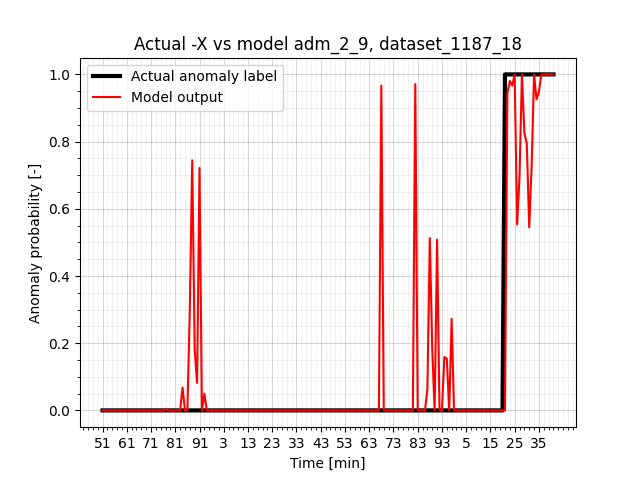 Actual -X vs model adm_2_9, dataset_1187_18
Actual anomaly label
Model output
Anomaly probability [-]
1.0
0.8
0.6
0.4
0.2
0.0
51 61 71 81 91 3 13 23 33 43 53 63 73 83 93 5 15 25 35
Time [min]